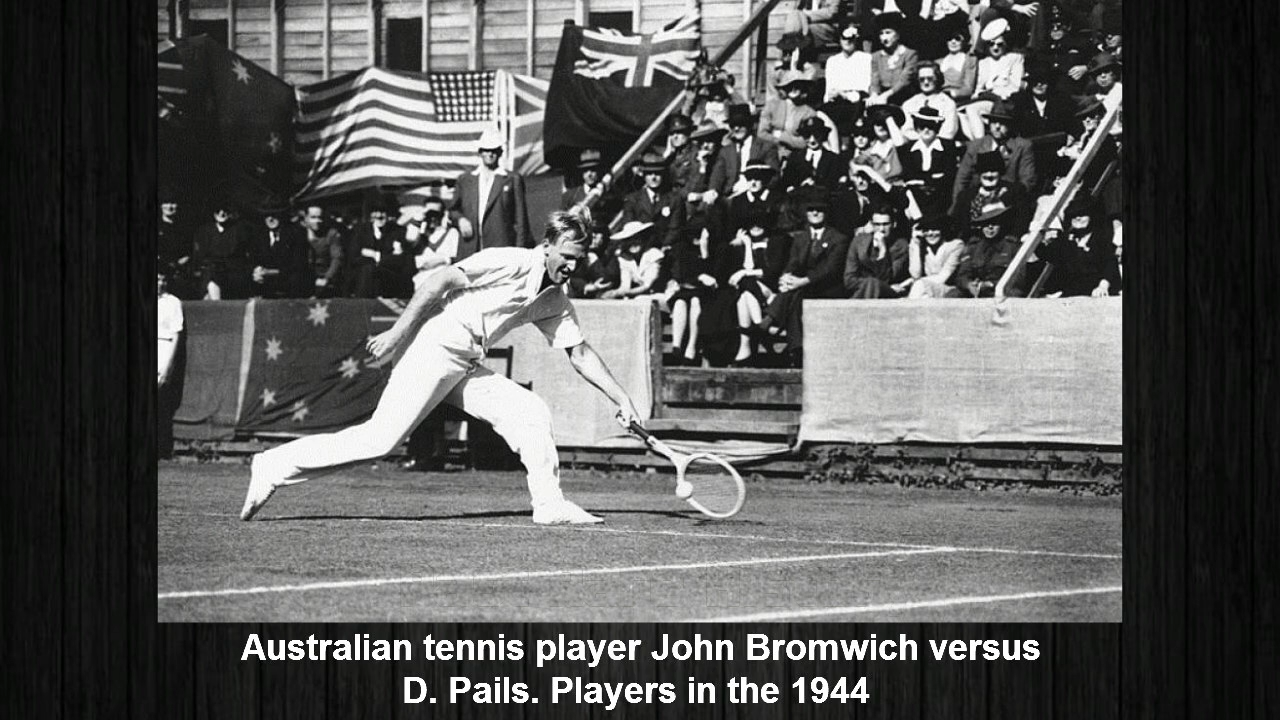 Australian tennis player John Bromwich versus
D. Pails. Players in the 1944